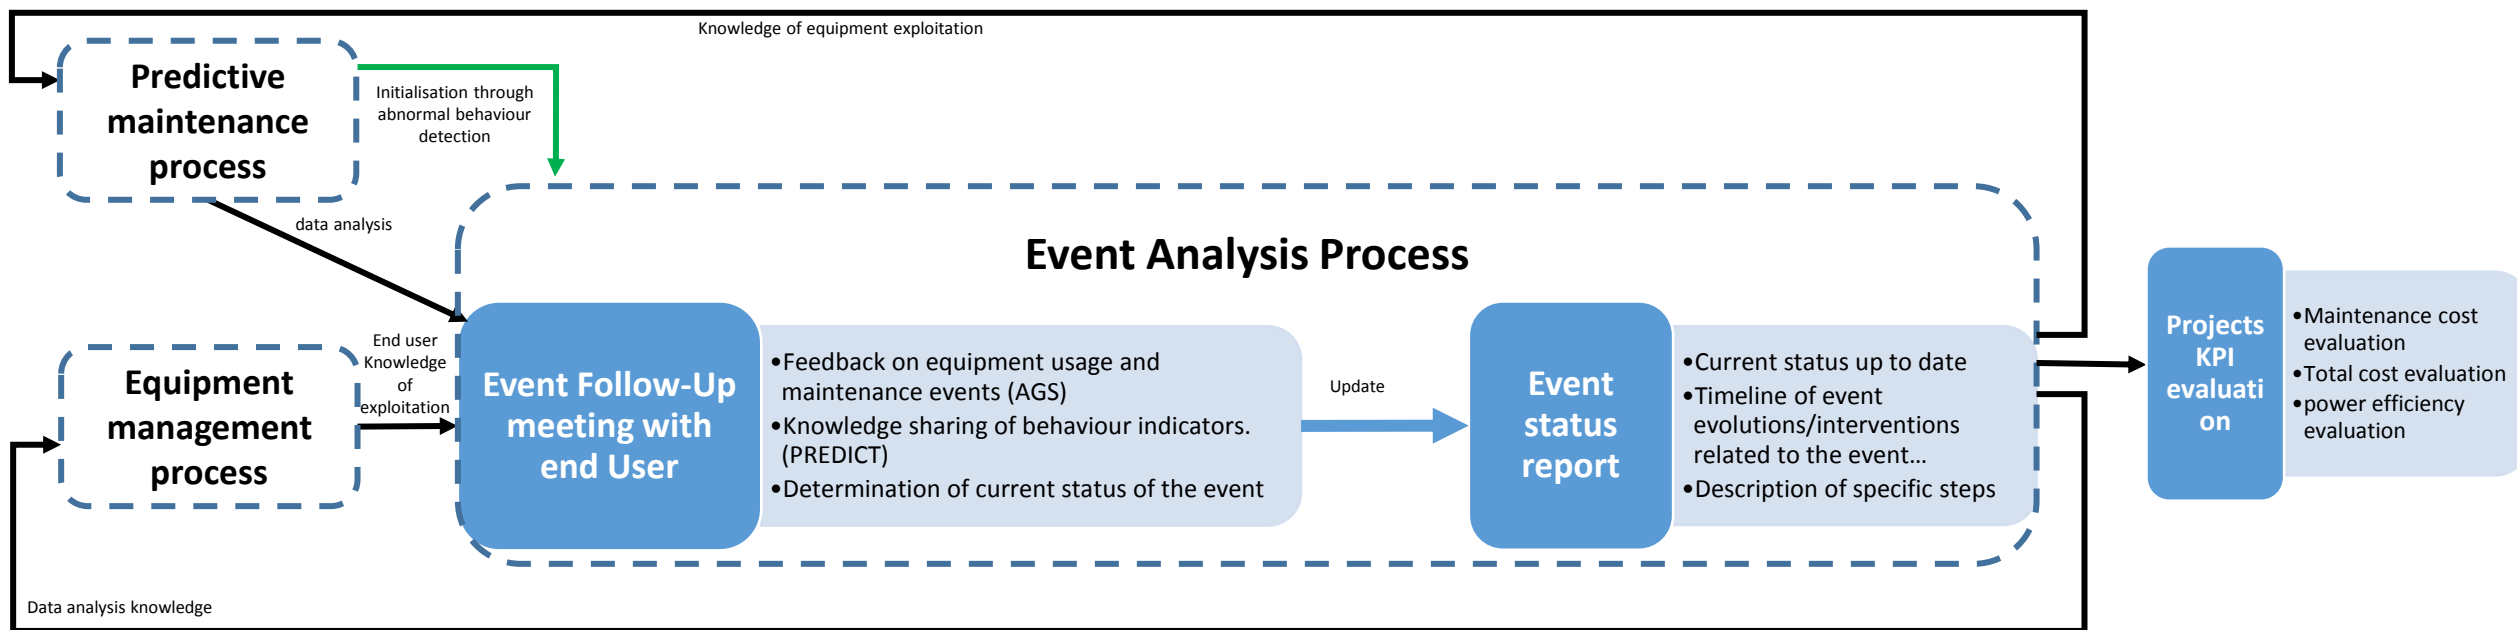 Knowledge of equipment exploitation
Predictive
maintenance
process
Initialisation through
abnormal behaviour
detection
data analysis
Event Analysis Process
Equipment
management
process
End user
Knowledge
of
exploitation
Event Follow-Up
meeting with
end User
•Feedback on equipment usage and
maintenance events (AGS)
•Knowledge sharing of behaviour indicators.
(PREDICT)
•Determination of current status of the event
Update
Event
status
report
•Current status up to date
•Timeline of event
evolutions/interventions
related to the event...
•Description of specific steps
Projects
KPI
evaluati
on
•Maintenance cost
evaluation
•Total cost evaluation
•power efficiency
evaluation
Data analysis knowledge